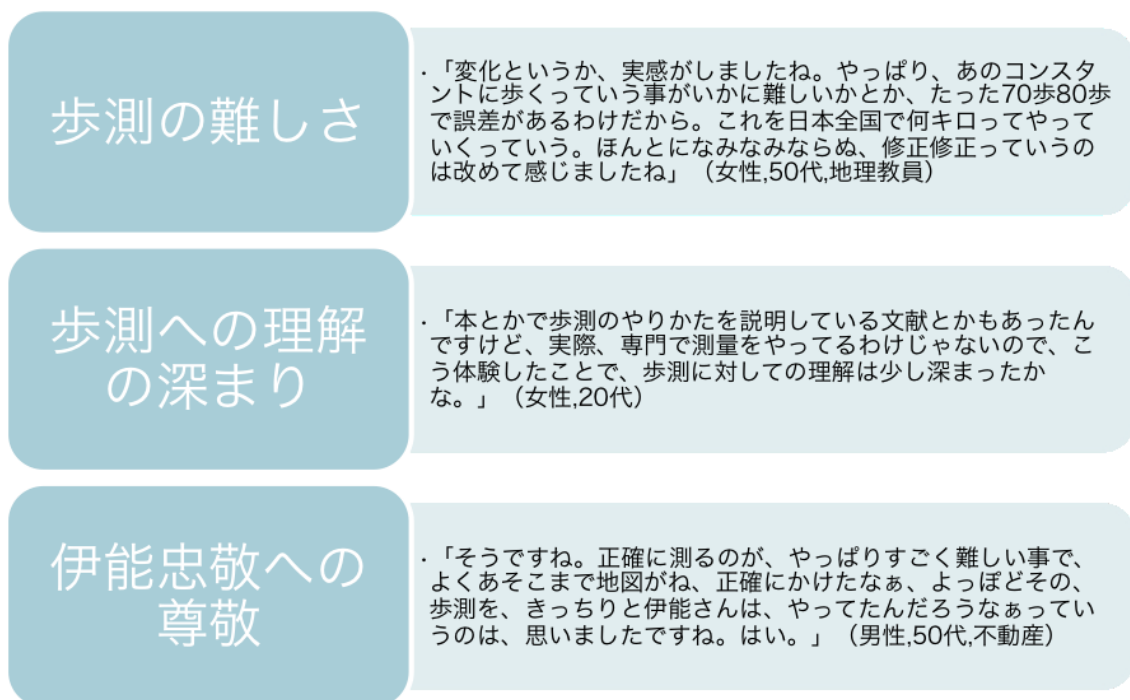 歩測の難しさ
・「変化というか、実感がしましたね。やっぱり、あのコンスタ
ントに歩くっていう事がいかに難しいかとか、たった70歩80歩
で誤差があるわけだから。これを日本全国で何キロってやって
いくっていう。ほんとになみなみならぬ、修正修正っていうの
は改めて感じましたね」（女性,50代,地理教員）
歩測への理解
の深まり
・「本とかで歩測のやりかたを説明している文献とかもあったん
ですけど、実際、専門で測量をやってるわけじゃないので、こ
う体験したことで、歩測に対しての理解は少し深まったか
な。」（女性,20代）
伊能忠敬への
尊敬
・「そうですね。正確に測るのが、やっぱりすごく難しい事で、
よくあそこまで地図がね、正確にかけたなぁ、よっぽどその、
歩測を、きっちりと伊能さんは、やってたんだろうなぁってい
うのは、思いましたですね。はい。」（男性,50代,不動産）